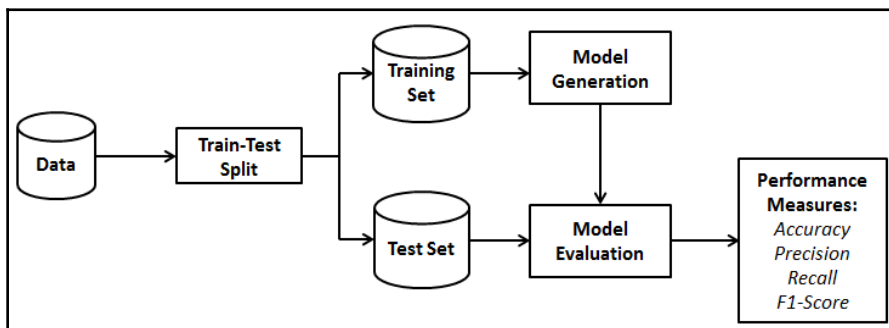 Data
Train-Test
Split
Training
Set
Model
Generation
Test Set
Model
Evaluation
Performance
Measures:
Accuracy
Precision
Recall
F1-Score